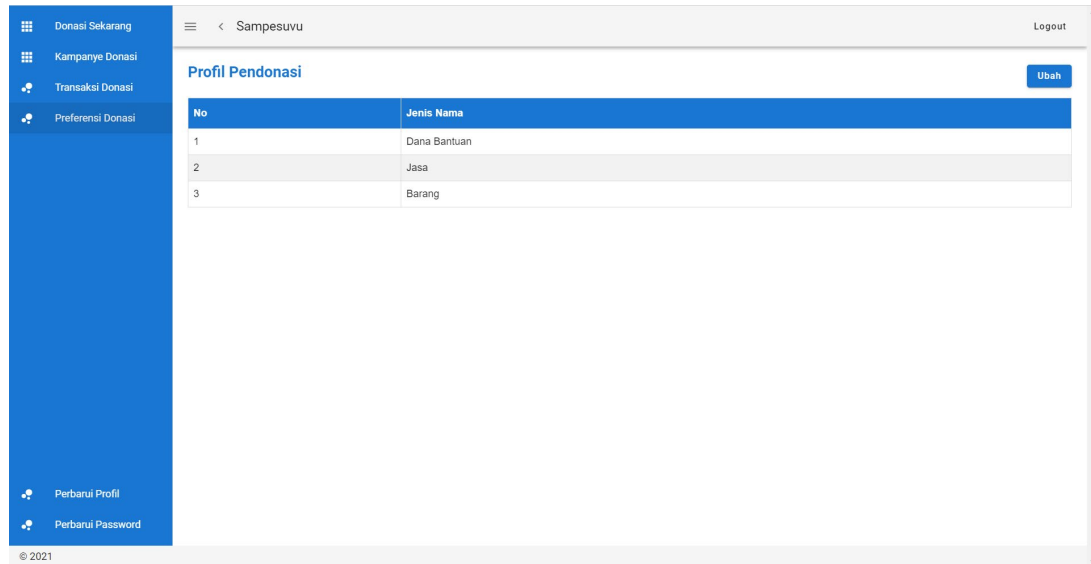 Donasi Sekarang
Kampanye Donasi
Transaksi Donasi
Preferensi Donasi
Perbarui Profil
Perbarui Password
Sampesuvu
Logout
Profil Pendonasi
Ubah
No Jenis Nama
1 Dana Bantuan
2 Jasa
3 Barang
© 2021